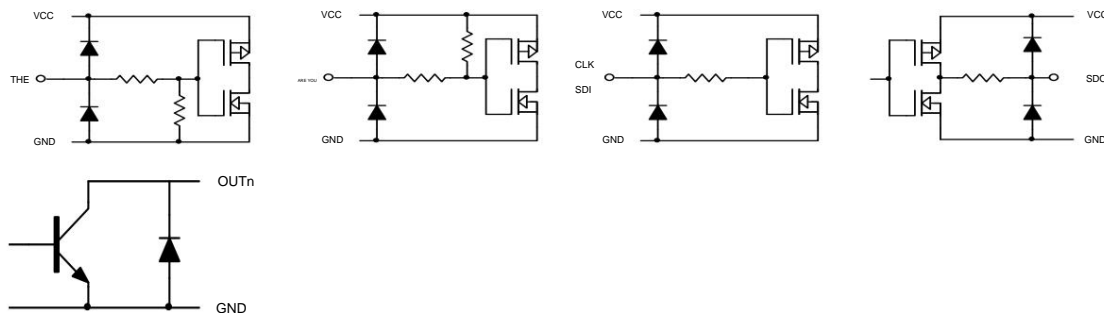 VCC
THE
GND
VCC
ARE YOU
GND
VCC
CLK
SDI
GND
VCC
SDO
GND
OUTn
GND